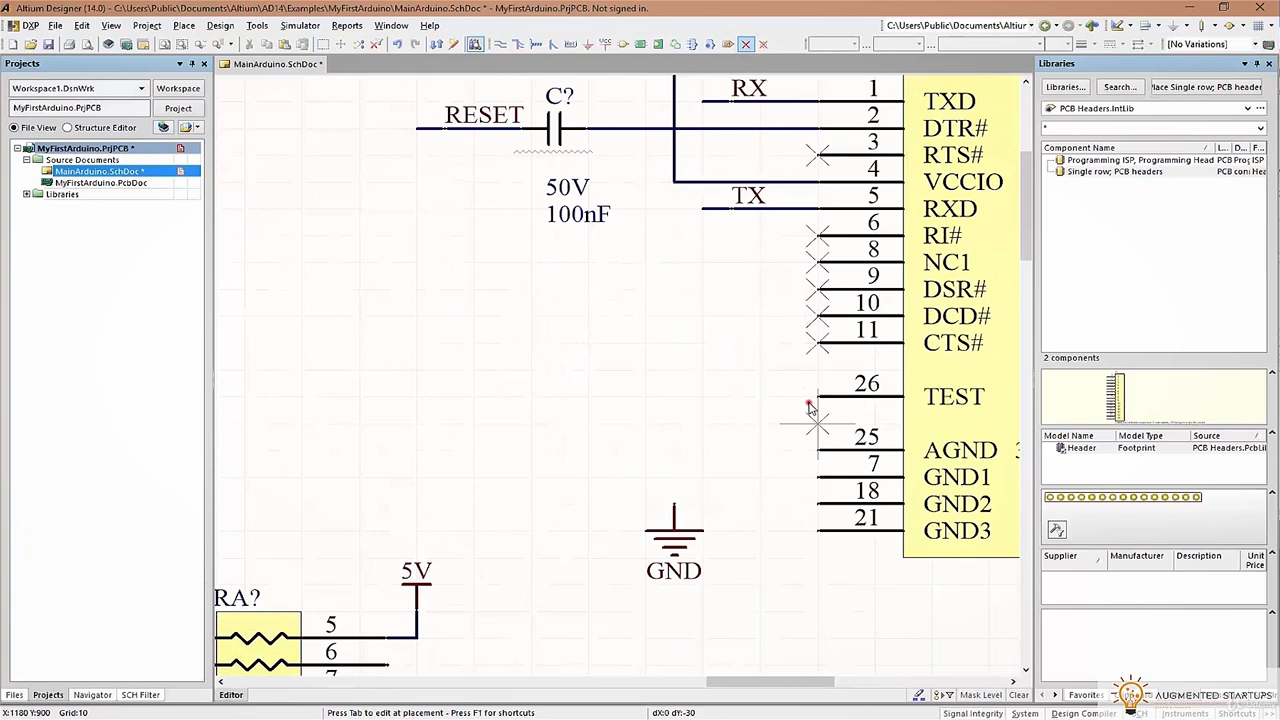 Altium Designer (14.0) - C:\Users\Public\Documents\Altium\AD14\Examples\MyFirstArduino\MainArduino.SchDoc * - MyFirstArduino.PrjPCB. Not signed in.
DXP File Edit View Project Place Design Tools Simulator Reports Window Help
C:\Users\Public\Documents\Altiur
[No Variations]
Projects
MainArduino.SchDoc *
Libraries
Workspace1.DsnWrk Workspace
MyFirstArduino.PrjPCB Project
File View Structure Editor
MyFirstArduino.PrjPCB *
Source Documents
MainArduino.SchDoc *
MyFirstArduino.PcbDoc
Libraries
RESET
C?
50V
100nF
RX
TX
1 TXD
2 DTR#
3 RTS#
4 VCCIO
5 RXD
6 RI#
8 NC1
9 DSR#
10 DCD#
11 CTS#
26 TEST
25 AGND
7 GND1
18 GND2
21 GND3
GND
5V
RA?
5
6
7
Libraries... Search... Place Single row; PCB header
PCB Headers.IntLib
*
Component Name L... D... F...
Programming ISP, Programming Head PCB Pro ISP
Single row; PCB headers PCB con Head
2 components
Model Name Model Type Source
Header Footprint PCB Headers.PcbLi
Supplier Manufacturer Description Unit Price
Files Projects Navigator SCH Filter
Editor
Mask Level Clear
Favorites
AUGMENTED STARTUPS
X:1180 Y:900 Grid:10
Press Tab to edit at placement - Press F1 for shortcuts
dX:0 dY:-30
Signal Integrity System Design Compiler Instruments Shortcuts